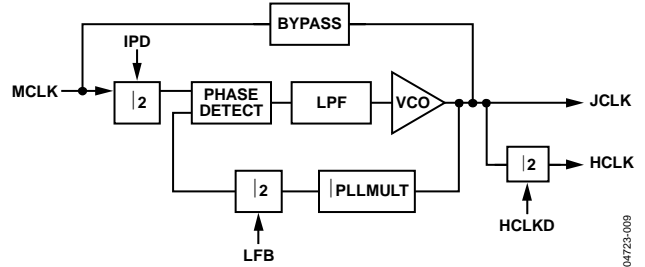 BYPASS
IPD
MCLK
|2
PHASE
DETECT
LPF
VCO
JCLK
|2
|PLLMULT
|2
HCLK
LFB
HCLKD
04723-009